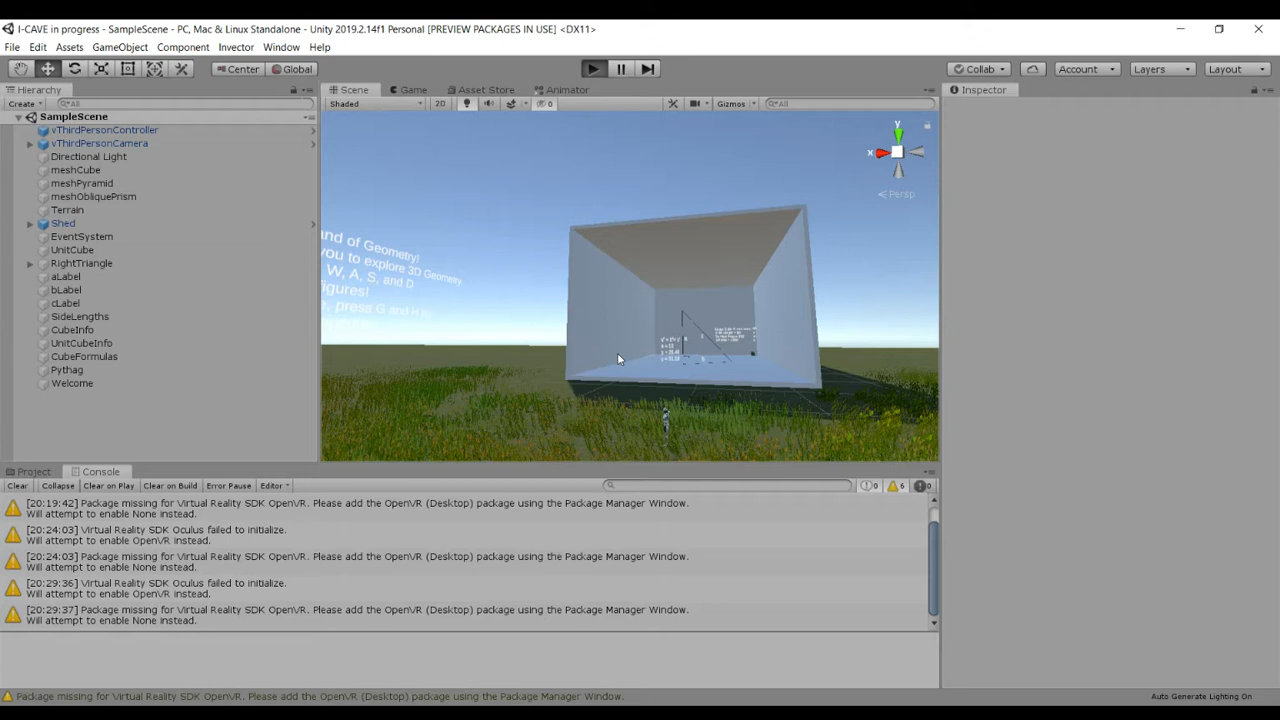 I-CAVE in progress - SampleScene - PC, Mac & Linux Standalone - Unity 2019.2.14f1 Personal [PREVIEW PACKAGES IN USE] <DX11>
File Edit Assets GameObject Component Invector Window Help
Center Global Collab Account Layers Layout
Hierarchy Scene Game Asset Store Animator Inspector
Create All Shaded 2D 0 Gizmos All
SampleScene
vThirdPersonController
vThirdPersonCamera
Directional Light
meshCube
meshPyramid
meshObliquePrism
Terrain
Shed
EventSystem
UnitCube
RightTriangle
aLabel
bLabel
cLabel
SideLengths
CubeInfo
UnitCubeInfo
CubeFormulas
Pythag
Welcome
y
x
Persp
and of Geometry!
you to explore 3D Geometry.
W, A, S, and D
figures!
press G and H
Project Console
Clear Collapse Clear on Play Clear on Build Error Pause Editor 0 6 0
[20:19:42] Package missing for Virtual Reality SDK OpenVR. Please add the OpenVR (Desktop) package using the Package Manager Window.
Will attempt to enable None instead.
[20:24:03] Virtual Reality SDK Oculus failed to initialize.
Will attempt to enable OpenVR instead.
[20:24:03] Package missing for Virtual Reality SDK OpenVR. Please add the OpenVR (Desktop) package using the Package Manager Window.
Will attempt to enable None instead.
[20:29:36] Virtual Reality SDK Oculus failed to initialize.
Will attempt to enable OpenVR instead.
[20:29:37] Package missing for Virtual Reality SDK OpenVR. Please add the OpenVR (Desktop) package using the Package Manager Window.
Will attempt to enable None instead.
Package missing for Virtual Reality SDK OpenVR. Please add the OpenVR (Desktop) package using the Package Manager Window.
Auto Generate Lighting On